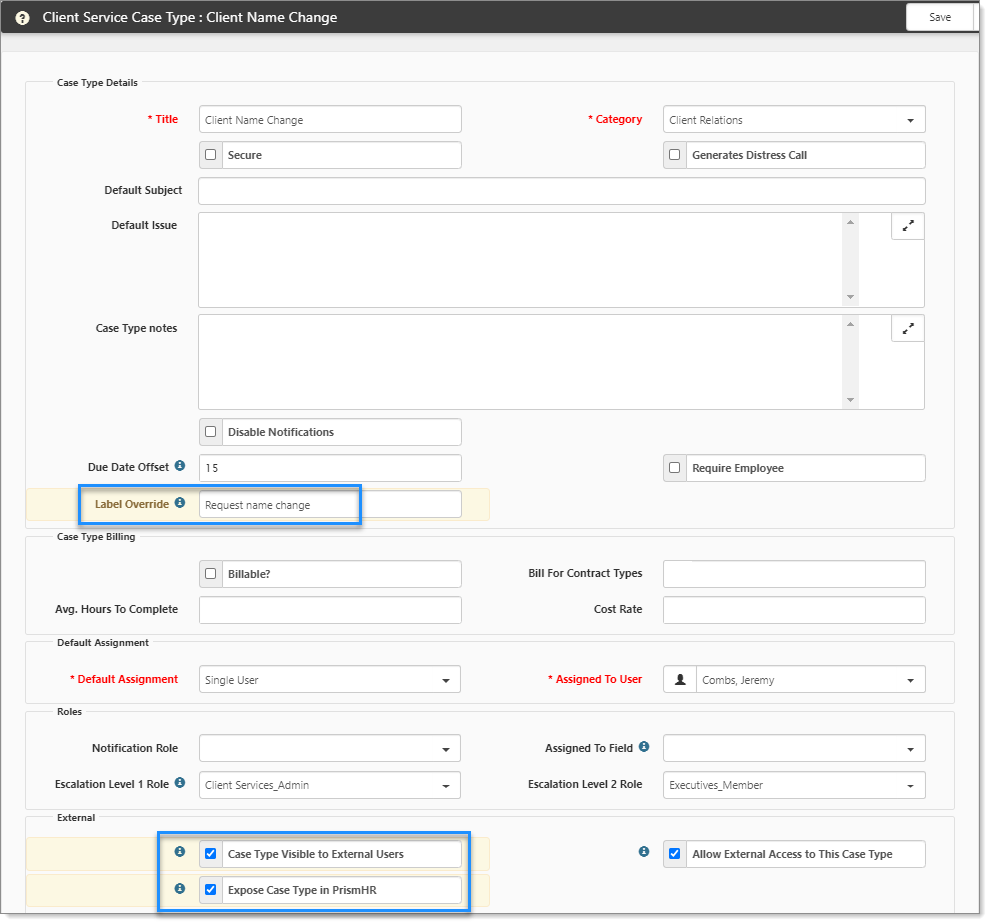 ? Client Service Case Type : Client Name Change Save
Case Type Details
* Title Client Name Change * Category Client Relations
Secure Generates Distress Call
Default Subject
Default Issue
Case Type notes
Disable Notifications
Due Date Offset i 15 Require Employee
Label Override i Request name change
Case Type Billing
Billable? Bill For Contract Types
Avg. Hours To Complete Cost Rate
Default Assignment
* Default Assignment Single User * Assigned To User Combs, Jeremy
Roles
Notification Role Assigned To Field i
Escalation Level 1 Role i Client Services_Admin Escalation Level 2 Role Executives_Member
External
i Case Type Visible to External Users i Allow External Access to This Case Type
i Expose Case Type in PrismHR